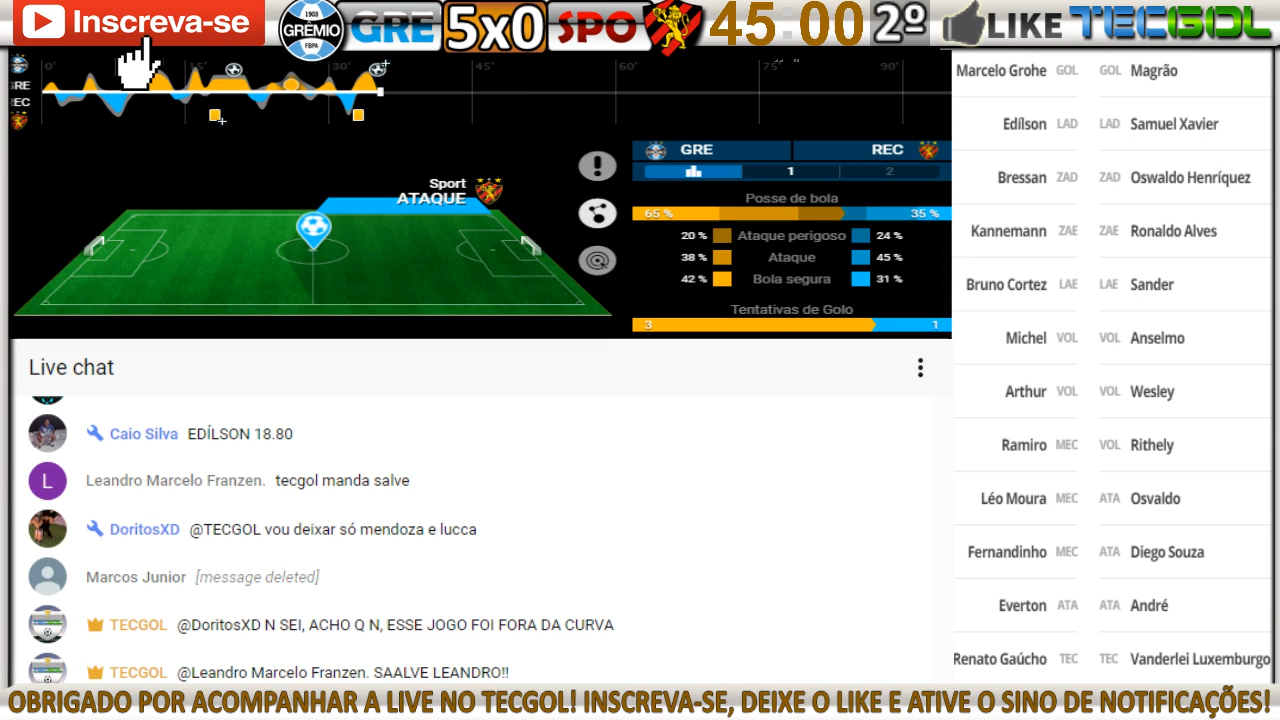 Inscreva-se
1903
GRÊMIO
FBPA
GRE 5x0 SPO 45:00 2º LIKE TECGOL
0' 15' 30' 45' 60' 75' 90'
GRE
REC
Sport
ATAQUE
GRE REC
1 2
Posse de bola
65 % 35 %
20 % Ataque perigoso 24 %
38 % Ataque 45 %
42 % Bola segura 31 %
Tentativas de Golo
3 1
Marcelo Grohe GOL GOL Magrão
Edílson LAD LAD Samuel Xavier
Bressan ZAD ZAD Oswaldo Henríquez
Kannemann ZAE ZAE Ronaldo Alves
Bruno Cortez LAE LAE Sander
Michel VOL VOL Anselmo
Arthur VOL VOL Wesley
Ramiro MEC VOL Rithely
Léo Moura MEC ATA Osvaldo
Fernandinho MEC ATA Diego Souza
Everton ATA ATA André
Renato Gaúcho TEC TEC Vanderlei Luxemburgo
Live chat
Caio Silva EDÍLSON 18.80
L Leandro Marcelo Franzen. tecgol manda salve
DoritosXD @TECGOL vou deixar só mendoza e lucca
Marcos Junior [message deleted]
TECGOL @DoritosXD N SEI, ACHO Q N, ESSE JOGO FOI FORA DA CURVA
TECGOL @Leandro Marcelo Franzen. SAALVE LEANDRO!!
OBRIGADO POR ACOMPANHAR A LIVE NO TECGOL! INSCREVA-SE, DEIXE O LIKE E ATIVE O SINO DE NOTIFICAÇÕES!